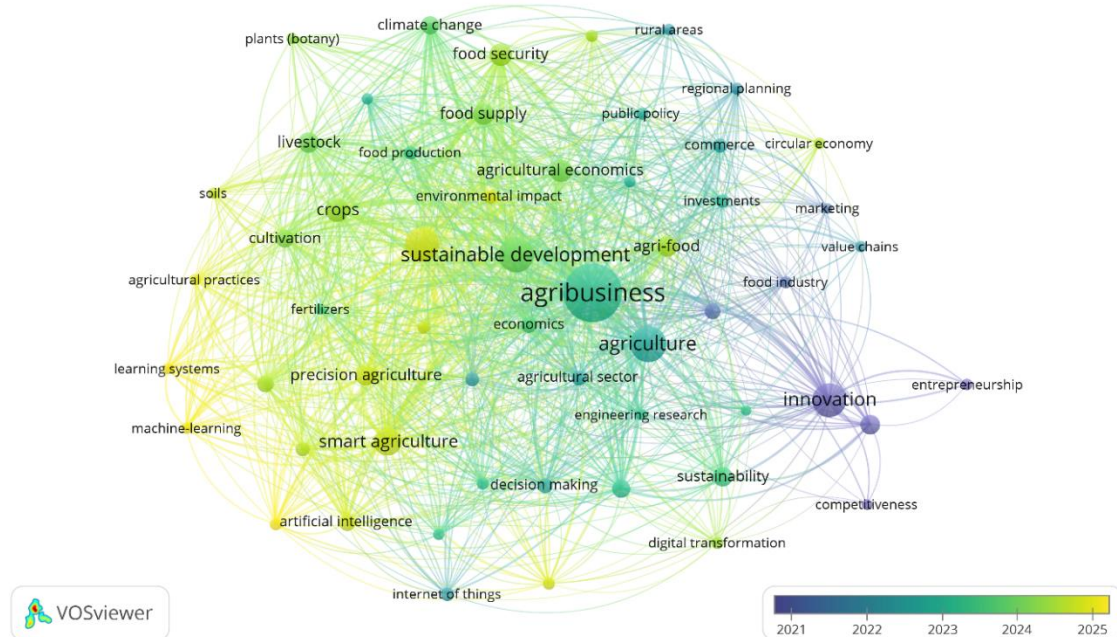 climate change
rural areas
plants (botany)
food security
regional planning
food supply
public policy
livestock
food production
commerce
circular economy
agricultural economics
soils
environmental impact
investments
crops
marketing
cultivation
sustainable development
agri-food
value chains
agricultural practices
food industry
agribusiness
fertilizers
economics
agriculture
learning systems
precision agriculture
agricultural sector
entrepreneurship
innovation
engineering research
machine-learning
smart agriculture
sustainability
decision making
competitiveness
artificial intelligence
digital transformation
internet of things
VOSviewer
2021 2022 2023 2024 2025